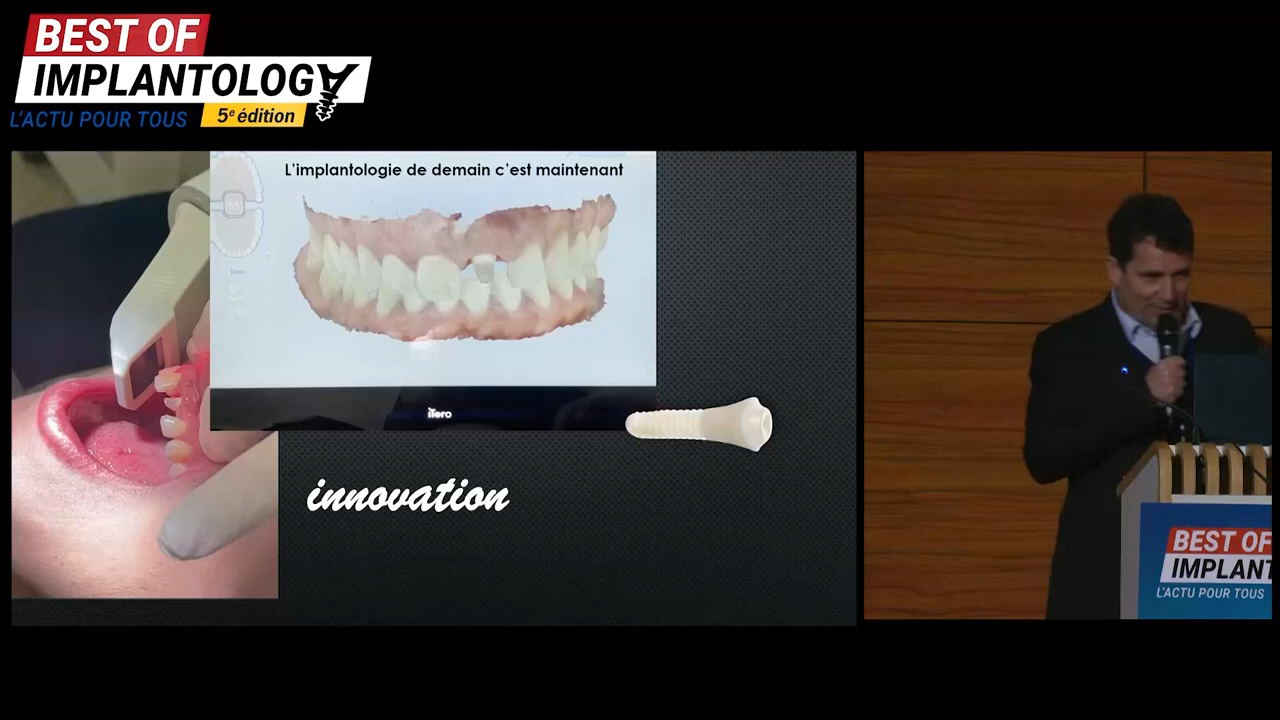 BEST OF
IMPLANTOLOGY
L'ACTU POUR TOUS
5e édition
L'implantologie de demain c'est maintenant
iTero
innovation
BEST OF
IMPLANT
L'ACTU POUR TOUS